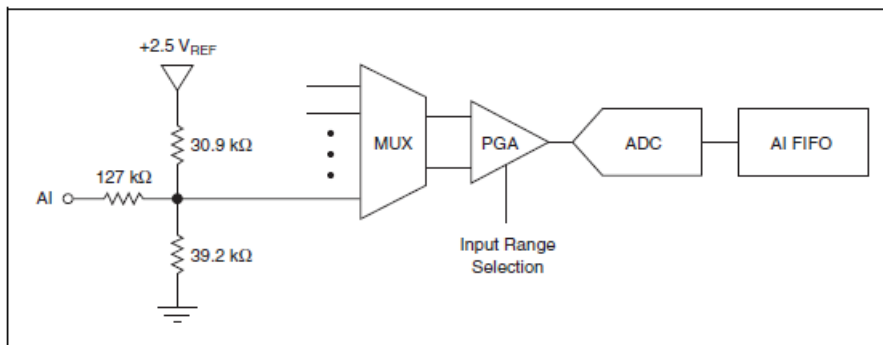 +2.5 V_REF
30.9 kΩ
127 kΩ
AI
39.2 kΩ
MUX
PGA
ADC
AI FIFO
Input Range
Selection